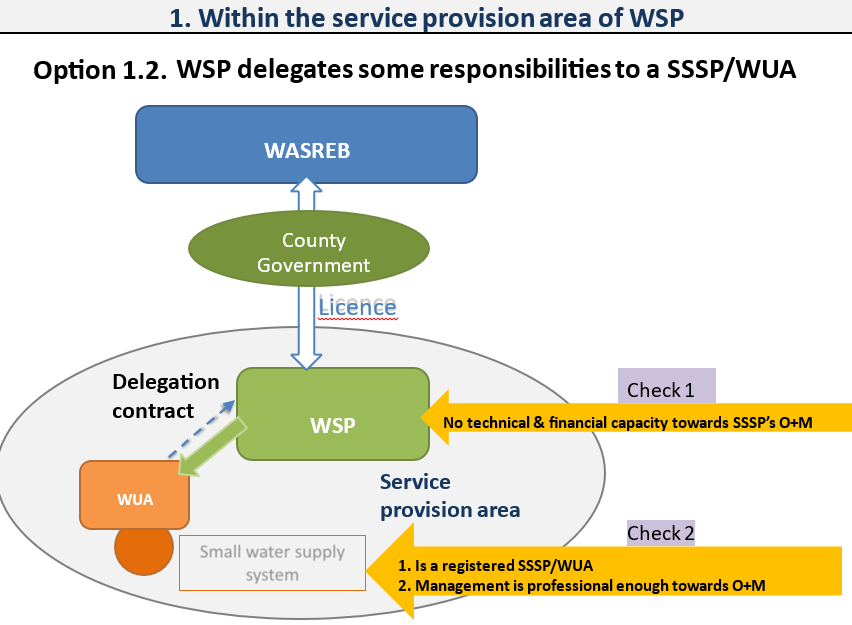 1. Within the service provision area of WSP
Option 1.2. WSP delegates some responsibilities to a SSSP/WUA
WASREB
County
Government
Licence
Delegation
contract
WSP
Check 1
No technical & financial capacity towards SSSP's O+M
WUA
Service
provision area
Small water supply
system
Check 2
1. Is a registered SSSP/WUA
2. Management is professional enough towards O+M